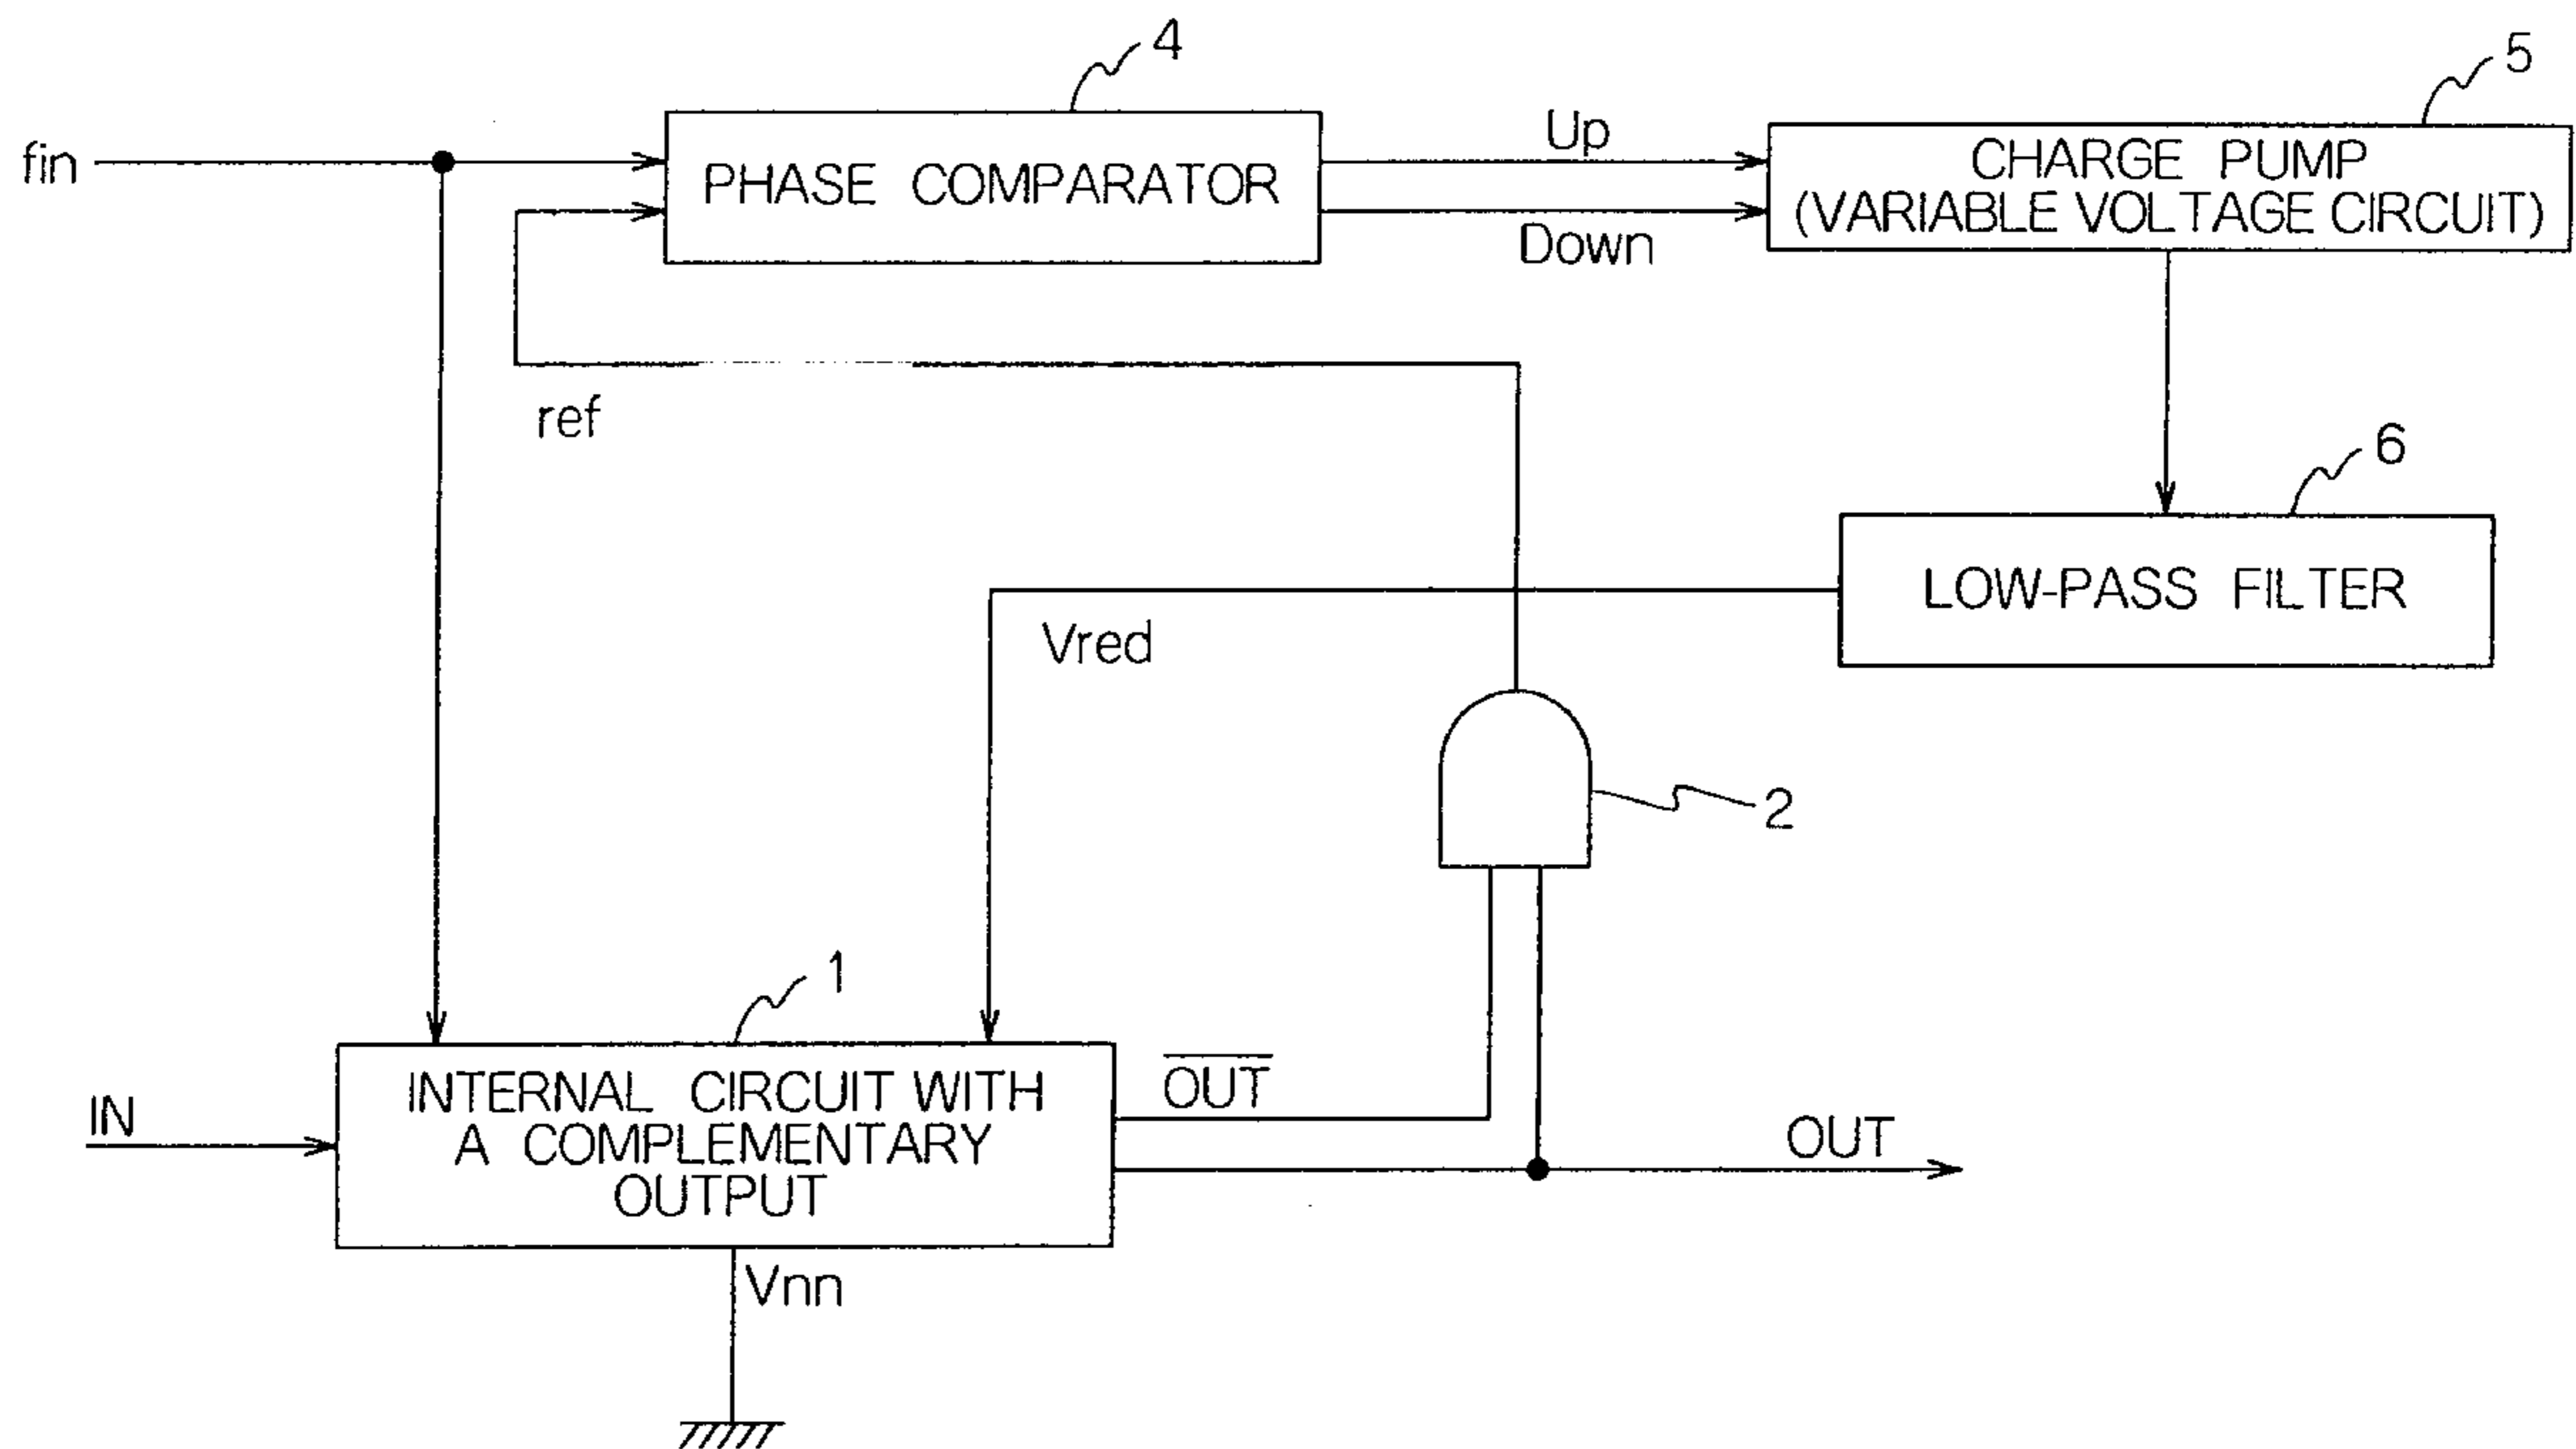 4
5
fin
PHASE COMPARATOR
Up
Down
CHARGE PUMP
(VARIABLE VOLTAGE CIRCUIT)
ref
6
LOW-PASS FILTER
Vred
2
1
IN
INTERNAL CIRCUIT WITH
A COMPLEMENTARY
OUTPUT
O̅U̅T̅
OUT
Vnn